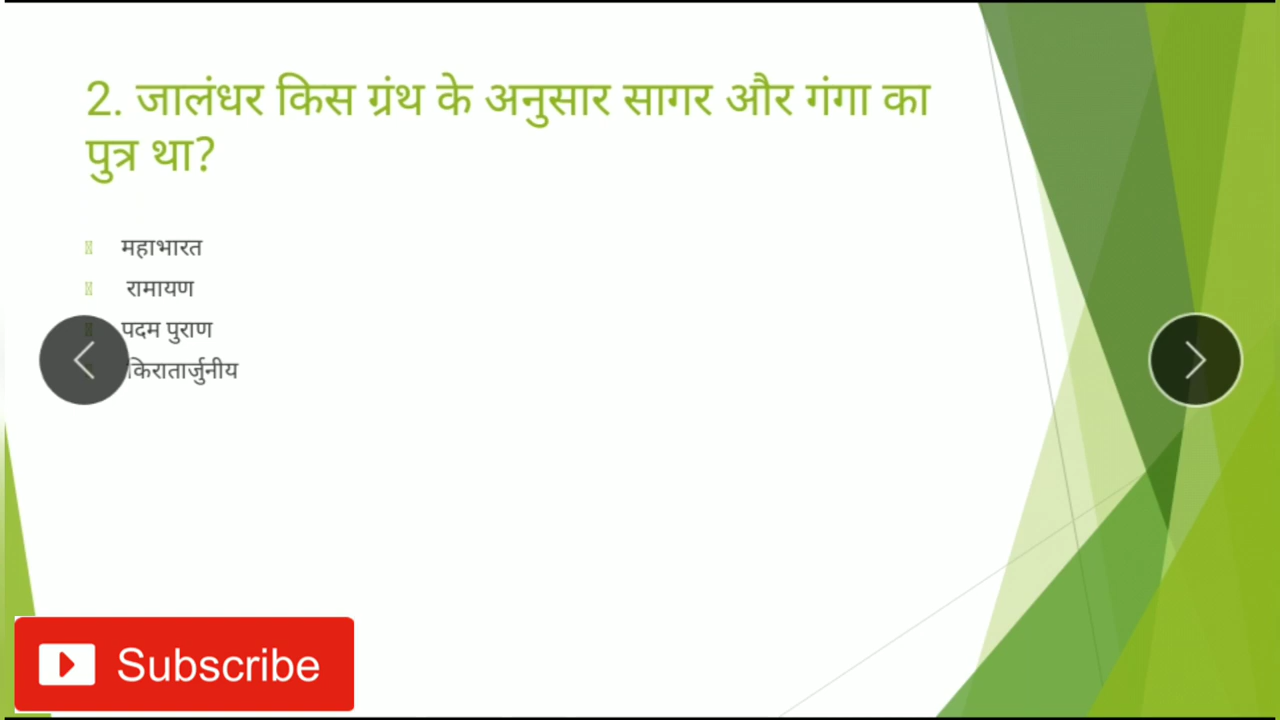 2. जालंधर किस ग्रंथ के अनुसार सागर और गंगा का
पुत्र था?
महाभारत
रामायण
पदम पुराण
किरातार्जुनीय
Subscribe